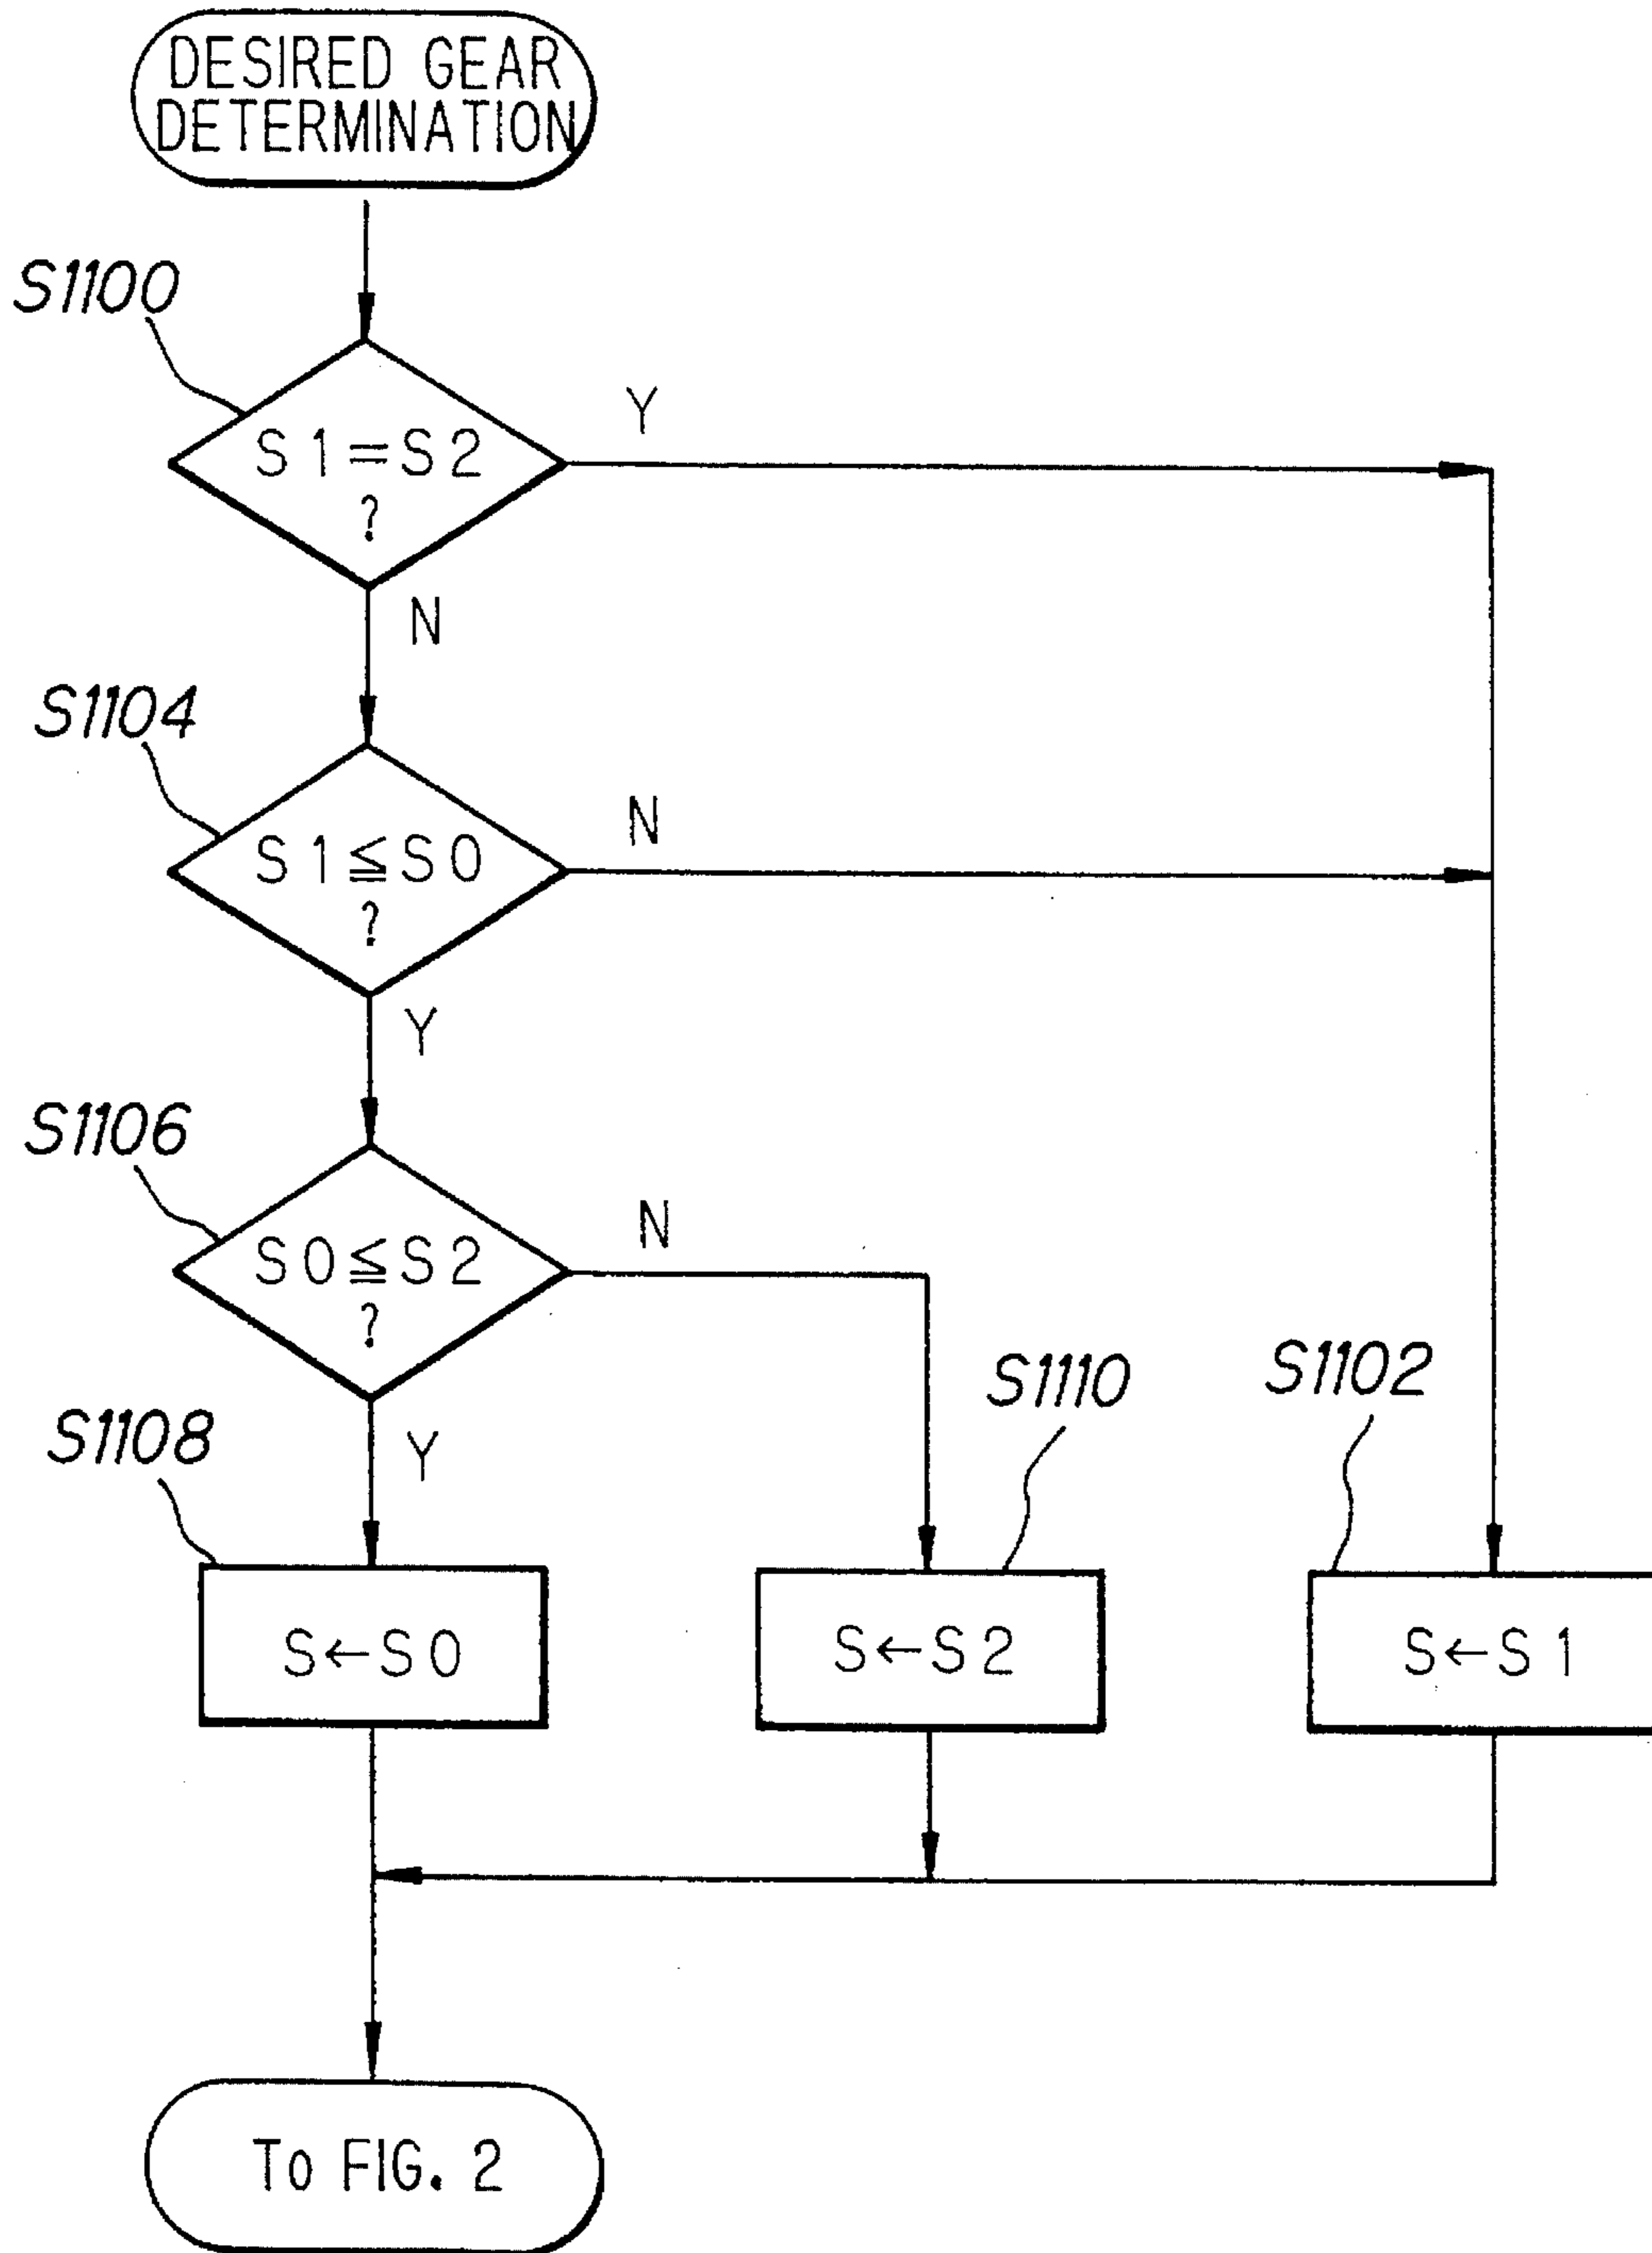 DESIRED GEAR
DETERMINATION
S1100
S1=S2
?
Y
N
S1104
S1≦S0
?
N
Y
S1106
S0≦S2
?
N
Y
S1108
S1110
S1102
S←S0
S←S2
S←S1
To FIG. 2